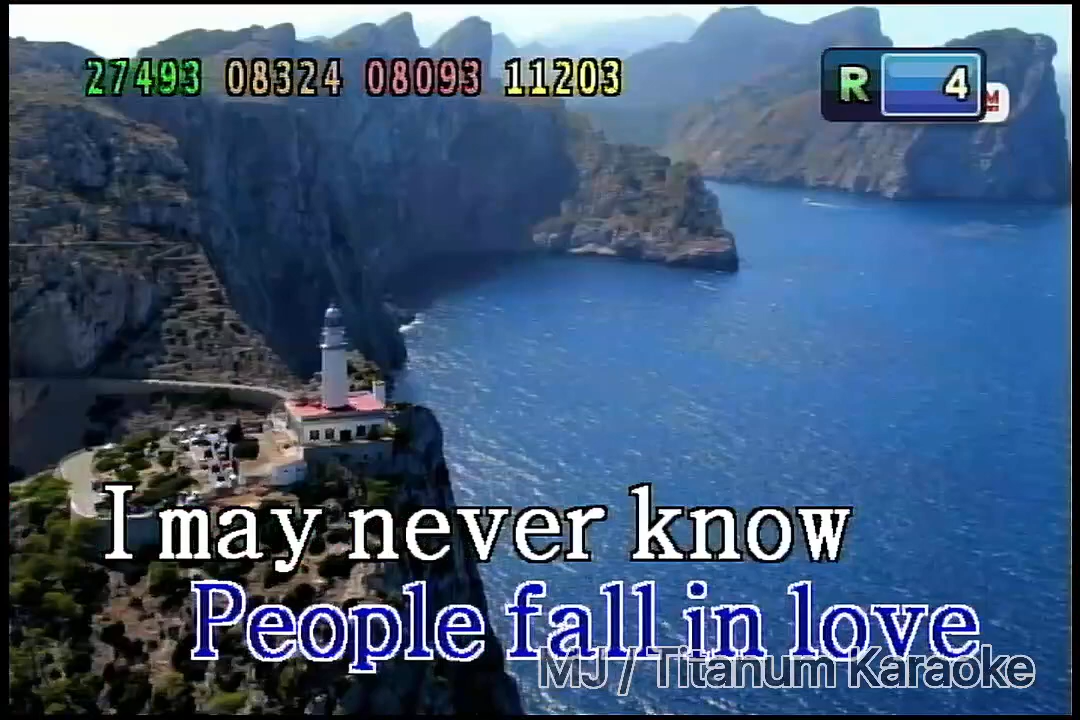 27493 08324 08093 11203
R 4
M
I may never know
People fall in love
MJ / Titanum Karaoke